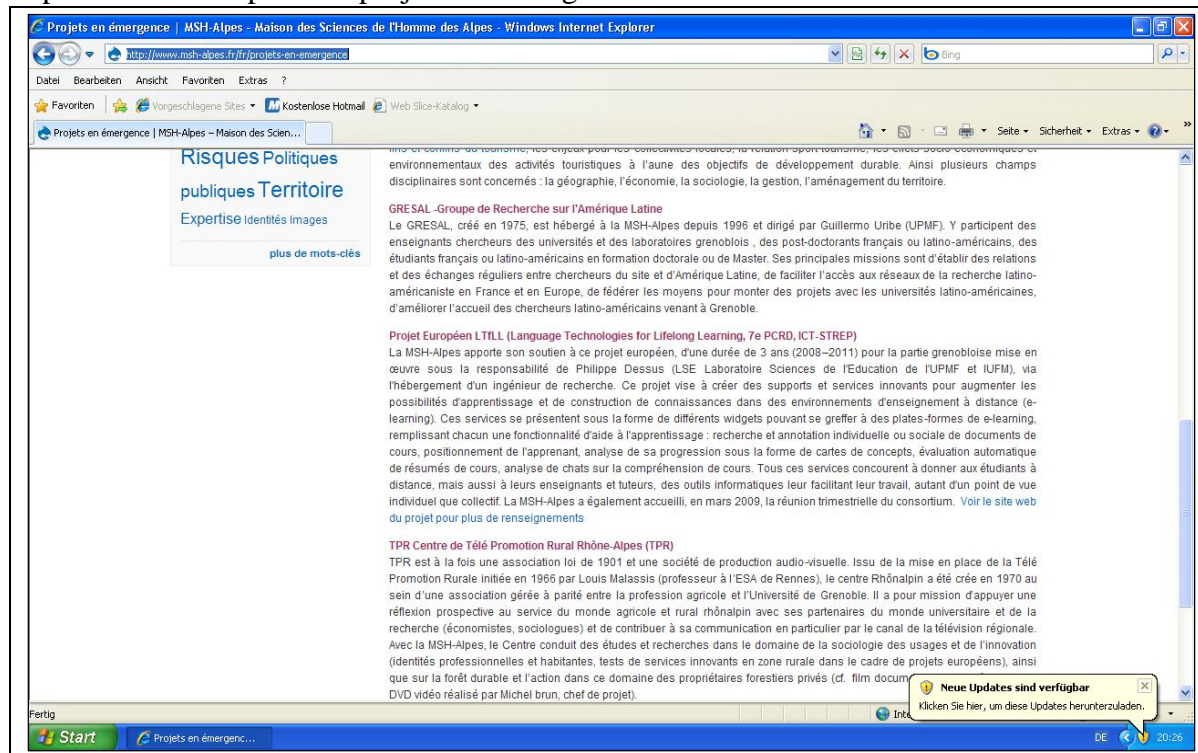 Projets en émergence | MSH-Alpes - Maison des Sciences de l'Homme des Alpes - Windows Internet Explorer
http://www.msh-alpes.fr/fr/projets-en-emergence
Bing
Datei Bearbeiten Ansicht Favoriten Extras ?
Favoriten Vorgeschlagene Sites Kostenlose Hotmail Web Slice-Katalog
Projets en émergence | MSH-Alpes – Maison des Scien...
Seite Sicherheit Extras
Risques Politiques
publiques Territoire
Expertise Identités Images
plus de mots-clés
environnementaux des activités touristiques à l'aune des objectifs de développement durable. Ainsi plusieurs champs
disciplinaires sont concernés : la géographie, l'économie, la sociologie, la gestion, l'aménagement du territoire.
GRESAL -Groupe de Recherche sur l'Amérique Latine
Le GRESAL, créé en 1975, est hébergé à la MSH-Alpes depuis 1996 et dirigé par Guillermo Uribe (UPMF). Y participent des
enseignants chercheurs des universités et des laboratoires grenoblois , des post-doctorants français ou latino-américains, des
étudiants français ou latino-américains en formation doctorale ou de Master. Ses principales missions sont d'établir des relations
et des échanges réguliers entre chercheurs du site et d'Amérique Latine, de faciliter l'accès aux réseaux de la recherche latino-
américaniste en France et en Europe, de fédérer les moyens pour monter des projets avec les universités latino-américaines,
d'améliorer l'accueil des chercheurs latino-américains venant à Grenoble.
Projet Européen LTfLL (Language Technologies for Lifelong Learning, 7e PCRD, ICT-STREP)
La MSH-Alpes apporte son soutien à ce projet européen, d'une durée de 3 ans (2008–2011) pour la partie grenobloise mise en
œuvre sous la responsabilité de Philippe Dessus (LSE Laboratoire Sciences de l'Education de l'UPMF et IUFM), via
l'hébergement d'un ingénieur de recherche. Ce projet vise à créer des supports et services innovants pour augmenter les
possibilités d'apprentissage et de construction de connaissances dans des environnements d'enseignement à distance (e-
learning). Ces services se présentent sous la forme de différents widgets pouvant se greffer à des plates-formes de e-learning,
remplissant chacun une fonctionnalité d'aide à l'apprentissage : recherche et annotation individuelle ou sociale de documents de
cours, positionnement de l'apprenant, analyse de sa progression sous la forme de cartes de concepts, évaluation automatique
de résumés de cours, analyse de chats sur la compréhension de cours. Tous ces services concourent à donner aux étudiants à
distance, mais aussi à leurs enseignants et tuteurs, des outils informatiques leur facilitant leur travail, autant d'un point de vue
individuel que collectif. La MSH-Alpes a également accueilli, en mars 2009, la réunion trimestrielle du consortium. Voir le site web
du projet pour plus de renseignements
TPR Centre de Télé Promotion Rural Rhône-Alpes (TPR)
TPR est à la fois une association loi de 1901 et une société de production audio-visuelle. Issu de la mise en place de la Télé
Promotion Rurale initiée en 1966 par Louis Malassis (professeur à l'ESA de Rennes), le centre Rhônalpin a été crée en 1970 au
sein d'une association gérée à parité entre la profession agricole et l'Université de Grenoble. Il a pour mission d'appuyer une
réflexion prospective au service du monde agricole et rural rhônalpin avec ses partenaires du monde universitaire et de la
recherche (économistes, sociologues) et de contribuer à sa communication en particulier par le canal de la télévision régionale.
Avec la MSH-Alpes, le Centre conduit des études et recherches dans le domaine de la sociologie des usages et de l'innovation
(identités professionnelles et habitantes, tests de services innovants en zone rurale dans le cadre de projets européens), ainsi
que sur la forêt durable et l'action dans ce domaine des propriétaires forestiers privés (cf. film
DVD vidéo réalisé par Michel brun, chef de projet).
Neue Updates sind verfügbar
Klicken Sie hier, um diese Updates herunterzuladen.
Fertig
Start Projets en émergenc...
DE 20:26